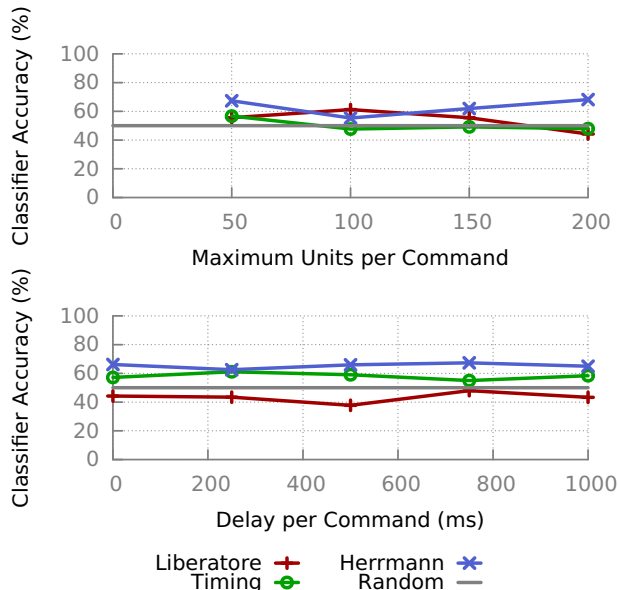 Classifier Accuracy (%)
100
80
60
40
20
0
0 50 100 150 200
Maximum Units per Command
Classifier Accuracy (%)
100
80
60
40
20
0
0 200 400 600 800 1000
Delay per Command (ms)
Liberatore Herrmann
Timing Random